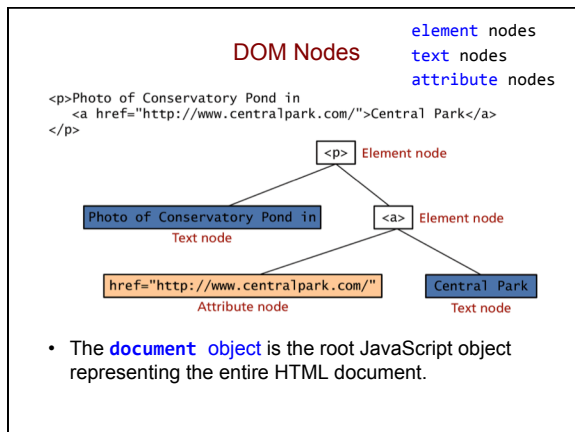 DOM Nodes
element nodes
text nodes
attribute nodes
<p>Photo of Conservatory Pond in
<a href="http://www.centralpark.com/">Central Park</a>
</p>
<p> Element node
Photo of Conservatory Pond in
Text node
<a> Element node
href="http://www.centralpark.com/"
Attribute node
Central Park
Text node
• The document object is the root JavaScript object
representing the entire HTML document.